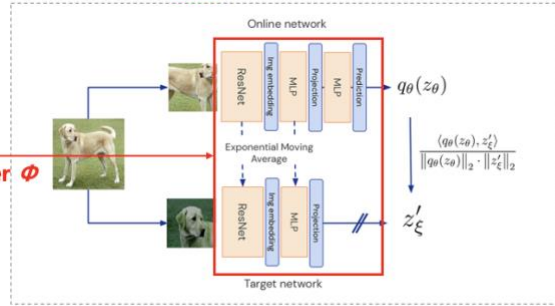 Online network
ResNet
Img embedding
MLP
Projection
MLP
Prediction
qθ(zθ)
Exponential Moving
Average
⟨qθ(zθ), z′ξ⟩
‖qθ(zθ)‖₂ · ‖z′ξ‖₂
er Φ
ResNet
Img embedding
MLP
Projection
//
z′ξ
Target network